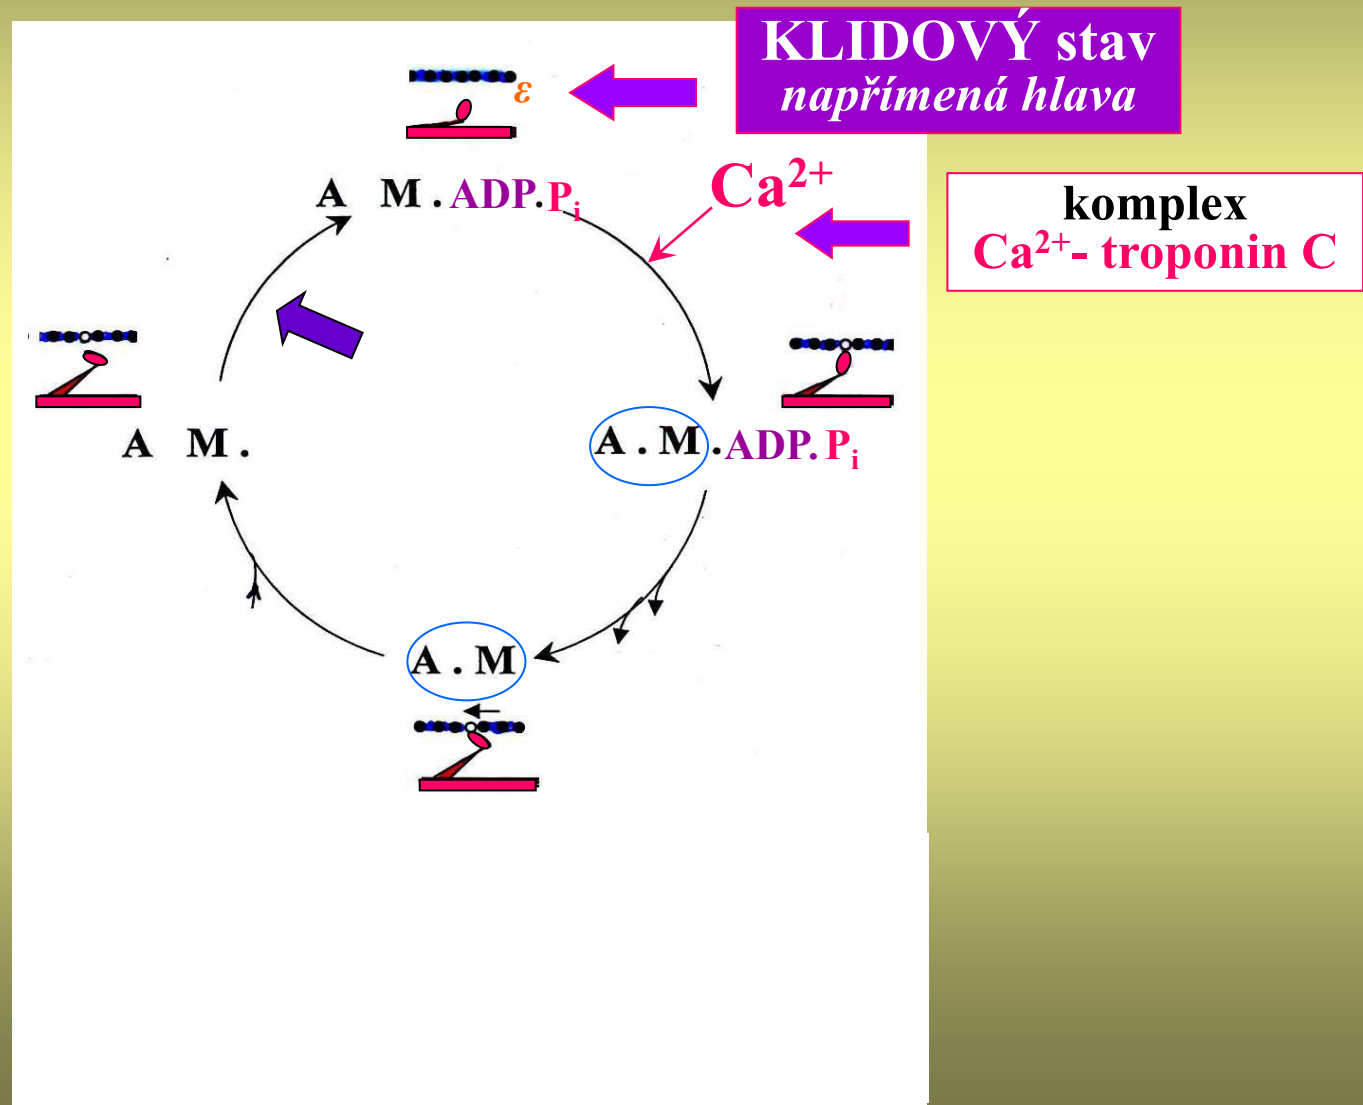 KLIDOVÝ stav
napřímená hlava
ε
A M.ADP.Pi
Ca2+
komplex
Ca2+- troponin C
A M.
A.M.ADP.Pi
A.M